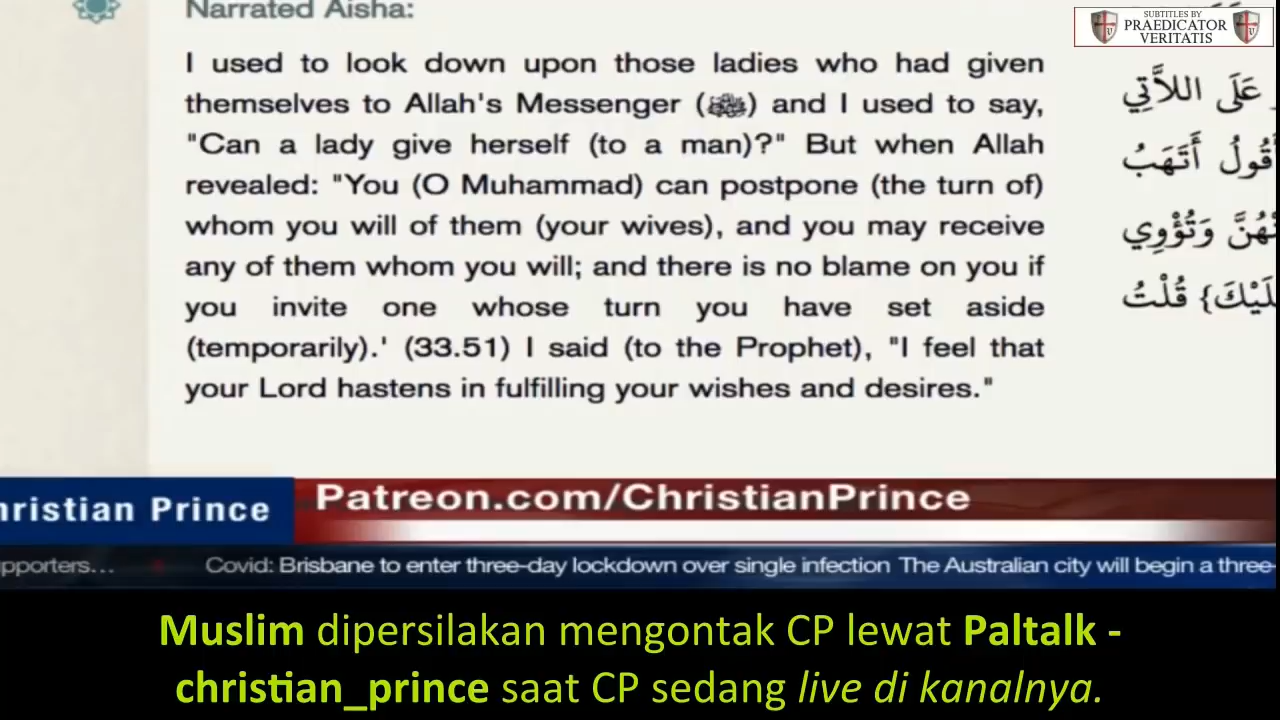 Narrated Aisha:
SUBTITLES BY
PRAEDICATOR
VERITATIS
I used to look down upon those ladies who had given
themselves to Allah's Messenger (ﷺ) and I used to say,
"Can a lady give herself (to a man)?" But when Allah
revealed: "You (O Muhammad) can postpone (the turn of)
whom you will of them (your wives), and you may receive
any of them whom you will; and there is no blame on you if
you invite one whose turn you have set aside
(temporarily).' (33.51) I said (to the Prophet), "I feel that
your Lord hastens in fulfilling your wishes and desires."
عَلَى اللاَّتِي
أَقُولُ أَتَهَبُ
وَتُؤْوِي
قُلْتُ
hristian Prince
Patreon.com/ChristianPrince
pporters... Covid: Brisbane to enter three-day lockdown over single infection The Australian city will begin a three-
Muslim dipersilakan mengontak CP lewat Paltalk -
christian_prince saat CP sedang live di kanalnya.